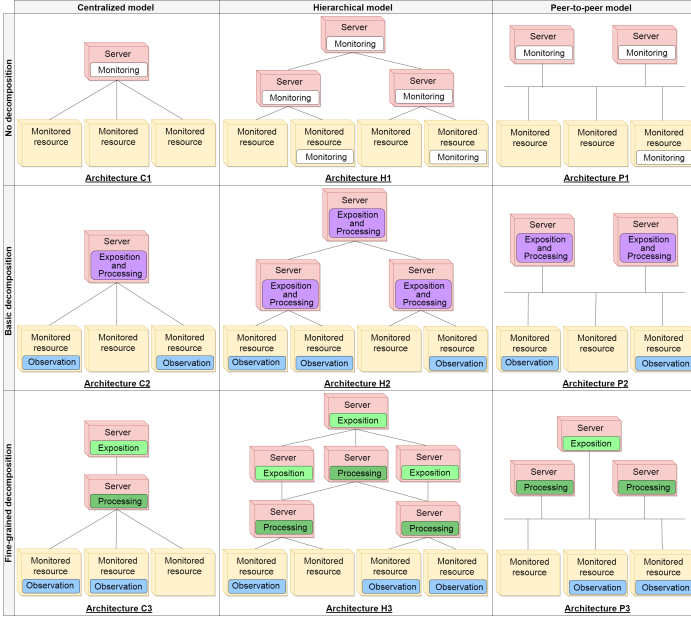 Centralized model
Hierarchical model
Peer-to-peer model
No decomposition
Server
Monitoring
Monitored resource
Monitored resource
Monitored resource
Architecture C1
Server
Monitoring
Server
Monitoring
Server
Monitoring
Monitored resource
Monitored resource
Monitoring
Monitored resource
Monitored resource
Monitoring
Architecture H1
Server
Monitoring
Server
Monitoring
Monitored resource
Monitored resource
Monitored resource
Monitoring
Architecture P1
Basic decomposition
Server
Exposition
and
Processing
Monitored
resource
Observation
Monitored
resource
Monitored
resource
Observation
Architecture C2
Server
Exposition
and
Processing
Server
Exposition
and
Processing
Server
Exposition
and
Processing
Monitored
resource
Observation
Monitored
resource
Observation
Monitored
resource
Monitored
resource
Observation
Architecture H2
Server
Exposition
and
Processing
Server
Exposition
and
Processing
Monitored
resource
Observation
Monitored
resource
Monitored
resource
Observation
Architecture P2
Fine-grained decomposition
Server
Exposition
Server
Processing
Monitored
resource
Observation
Monitored
resource
Observation
Monitored
resource
Architecture C3
Server
Exposition
Server
Exposition
Server
Processing
Server
Exposition
Server
Processing
Server
Processing
Monitored
resource
Observation
Monitored
resource
Monitored
resource
Observation
Monitored
resource
Observation
Architecture H3
Server
Exposition
Server
Processing
Server
Processing
Monitored
resource
Monitored
resource
Observation
Monitored
resource
Observation
Architecture P3